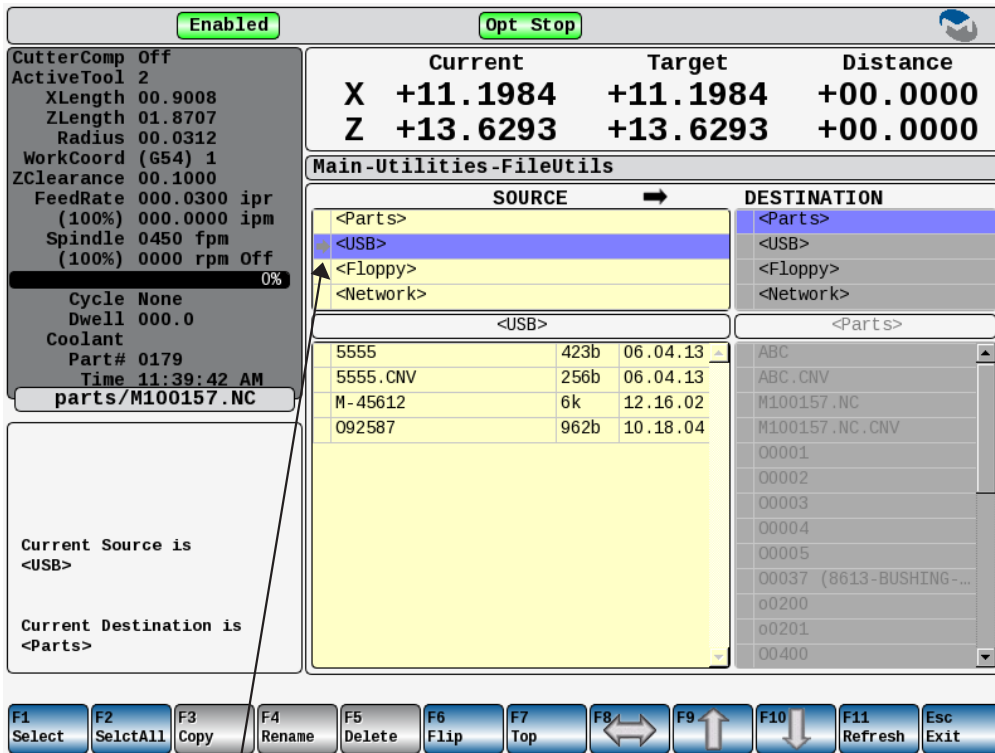 Enabled
Opt Stop
CutterComp Off
ActiveTool 2
XLength 00.9008
ZLength 01.8707
Radius 00.0312
WorkCoord (G54) 1
ZClearance 00.1000
FeedRate 000.0300 ipr
(100%) 000.0000 ipm
Spindle 0450 fpm
(100%) 0000 rpm Off
0%
Cycle None
Dwell 000.0
Coolant
Part# 0179
Time 11:39:42 AM
parts/M100157.NC
Current Source is
<USB>
Current Destination is
<Parts>
Current Target Distance
X +11.1984 +11.1984 +00.0000
Z +13.6293 +13.6293 +00.0000
Main-Utilities-FileUtils
SOURCE DESTINATION
<Parts>
<USB>
<Floppy>
<Network>
<USB>
5555 423b 06.04.13
5555.CNV 256b 06.04.13
M-45612 6k 12.16.02
O92587 962b 10.18.04
<Parts>
<USB>
<Floppy>
<Network>
<Parts>
ABC
ABC.CNV
M100157.NC
M100157.NC.CNV
O0001
O0002
O0003
O0004
O0005
O0037 (8613-BUSHING-…
o0200
o0201
O0400
F1 Select
F2 SelctAll
F3 Copy
F4 Rename
F5 Delete
F6 Flip
F7 Top
F8
F9
F10
F11 Refresh
Esc Exit